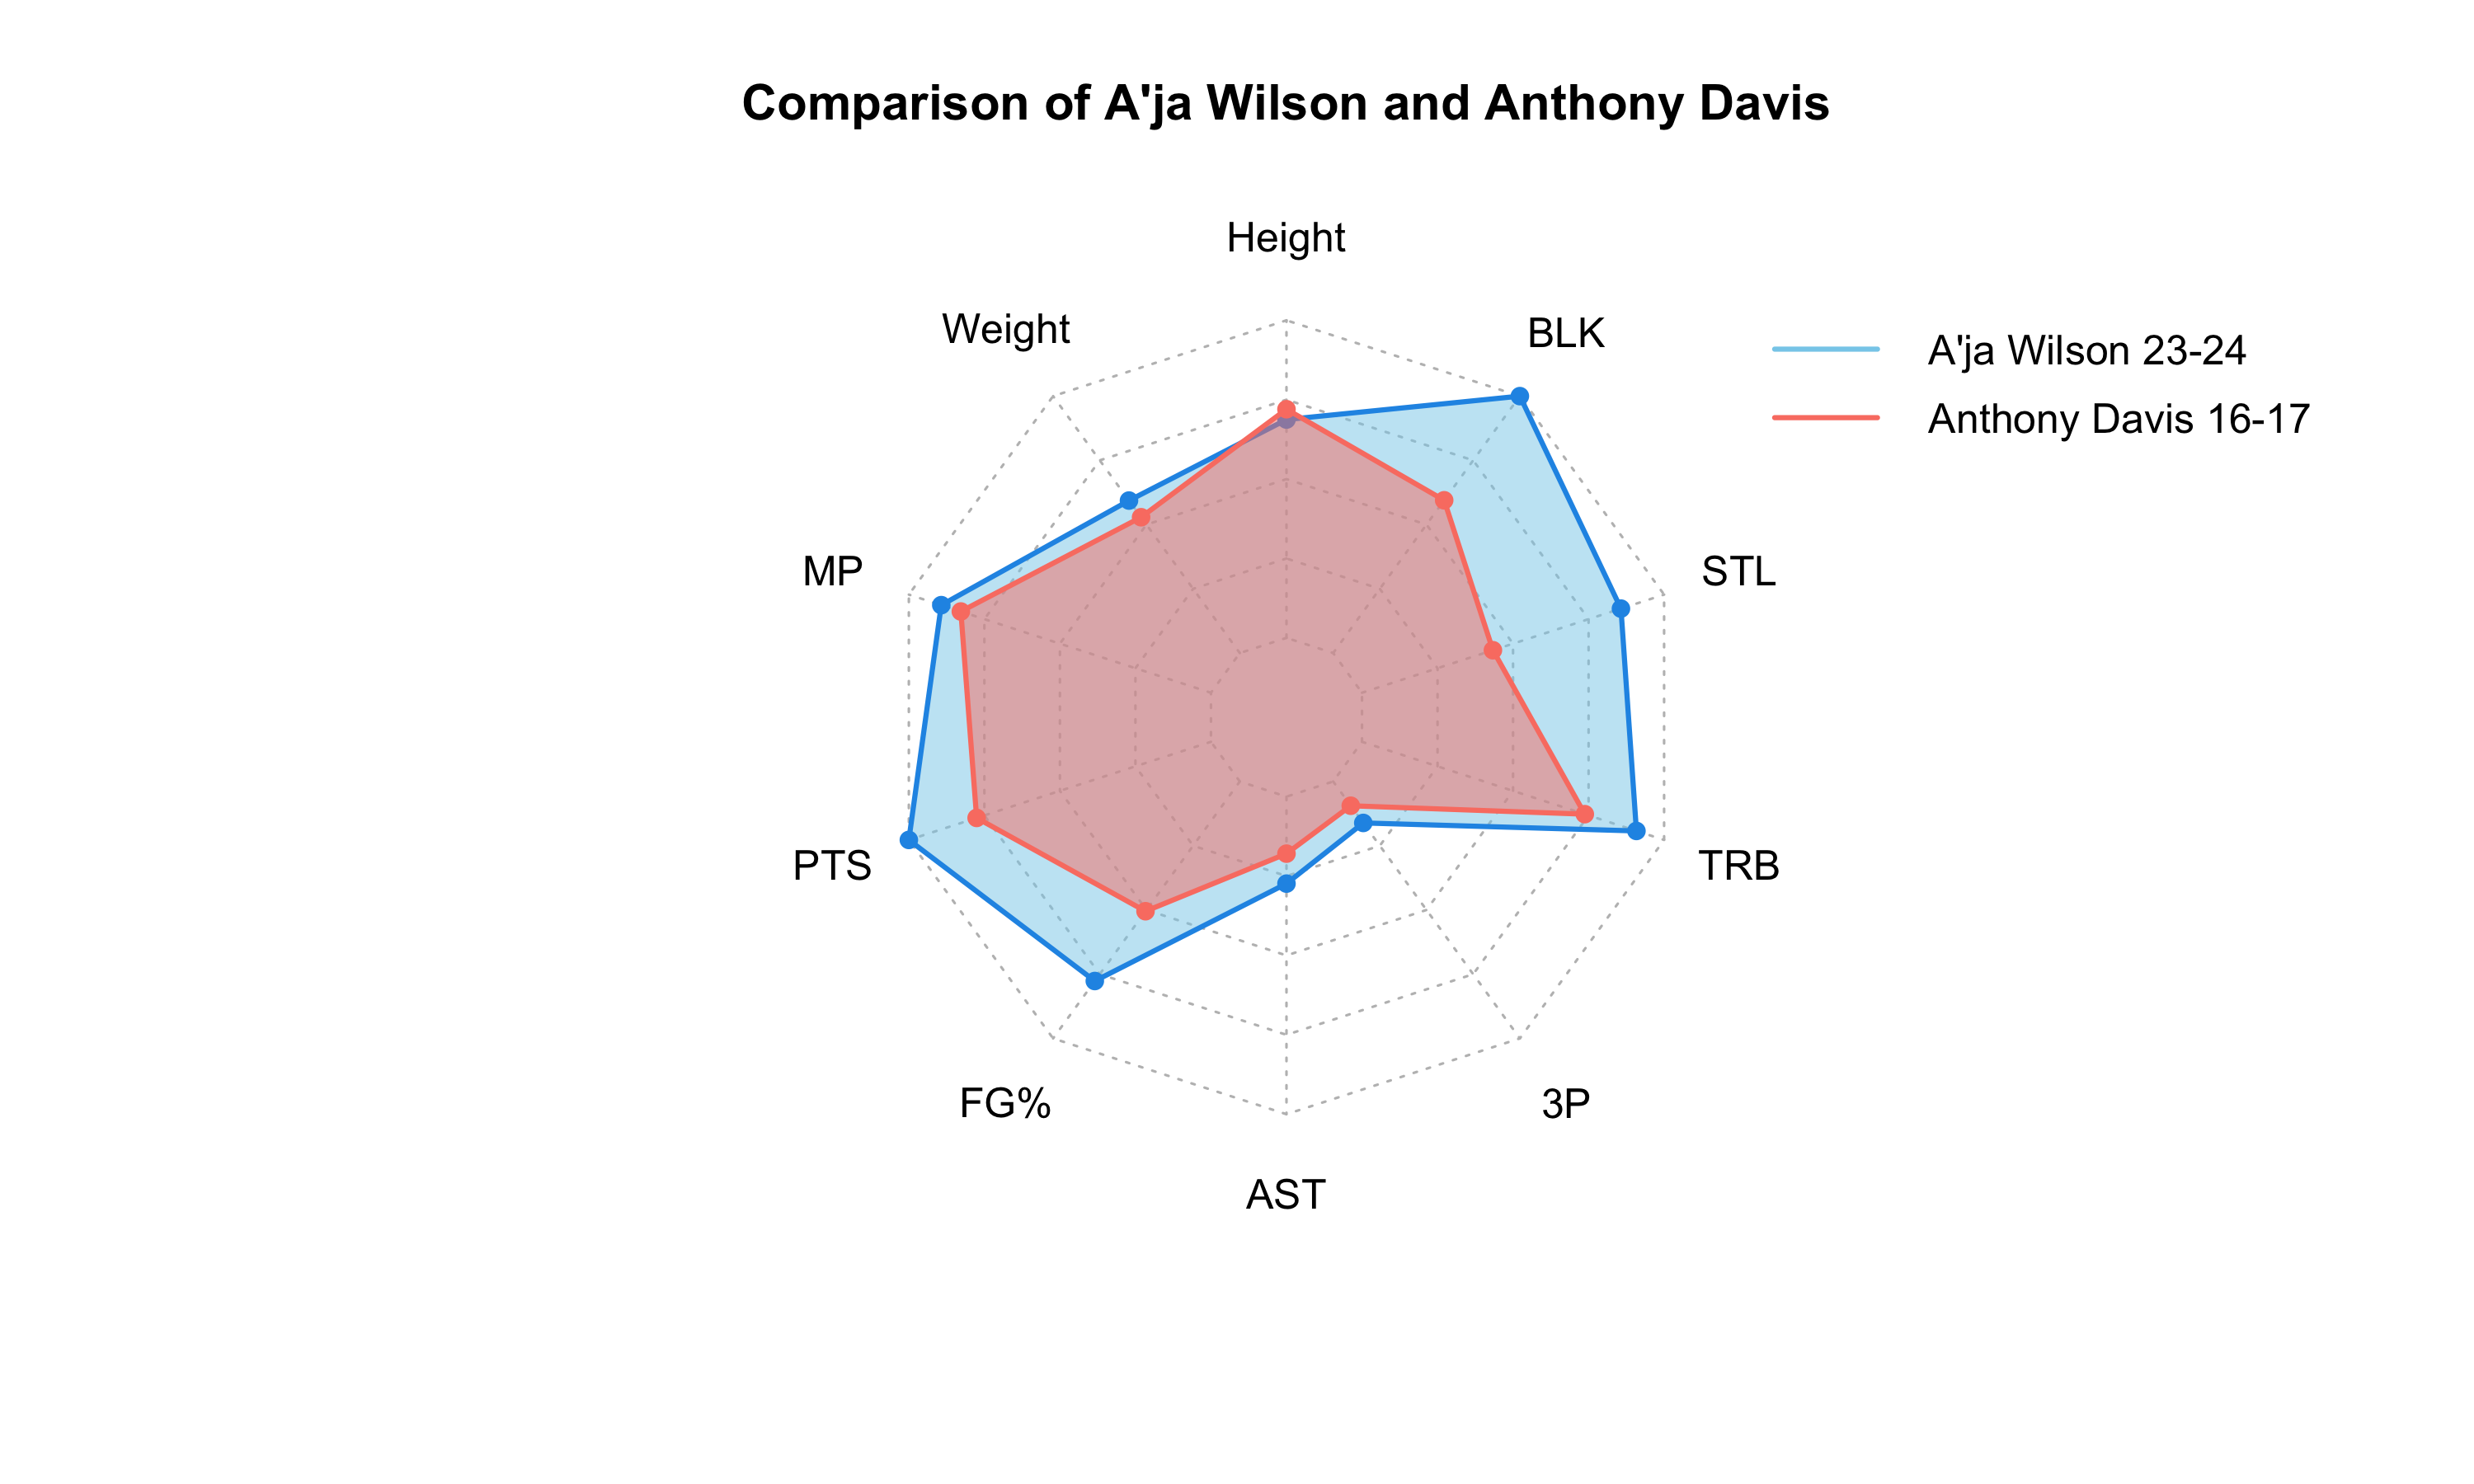 Comparison of A'ja Wilson and Anthony Davis
Height
Weight
BLK
A'ja Wilson 23-24
Anthony Davis 16-17
MP
STL
PTS
TRB
FG%
3P
AST